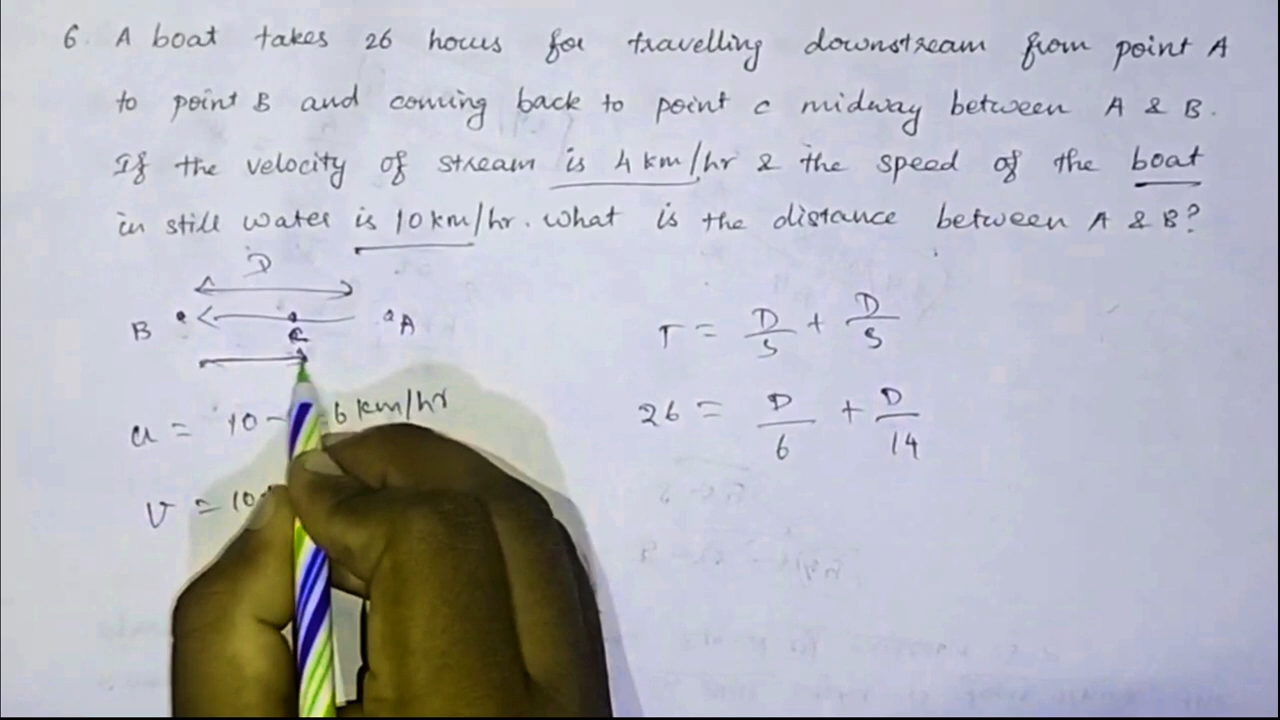 6. A boat takes 26 hours for travelling downstream from point A
to point B and coming back to point c midway between A & B.
If the velocity of stream is 4 km/hr & the speed of the boat
in still water is 10 km/hr. what is the distance between A & B?
D
B A
C
T = D/S + D/S
u = 10- 6 km/hr
26 = D/6 + D/14
V = 10